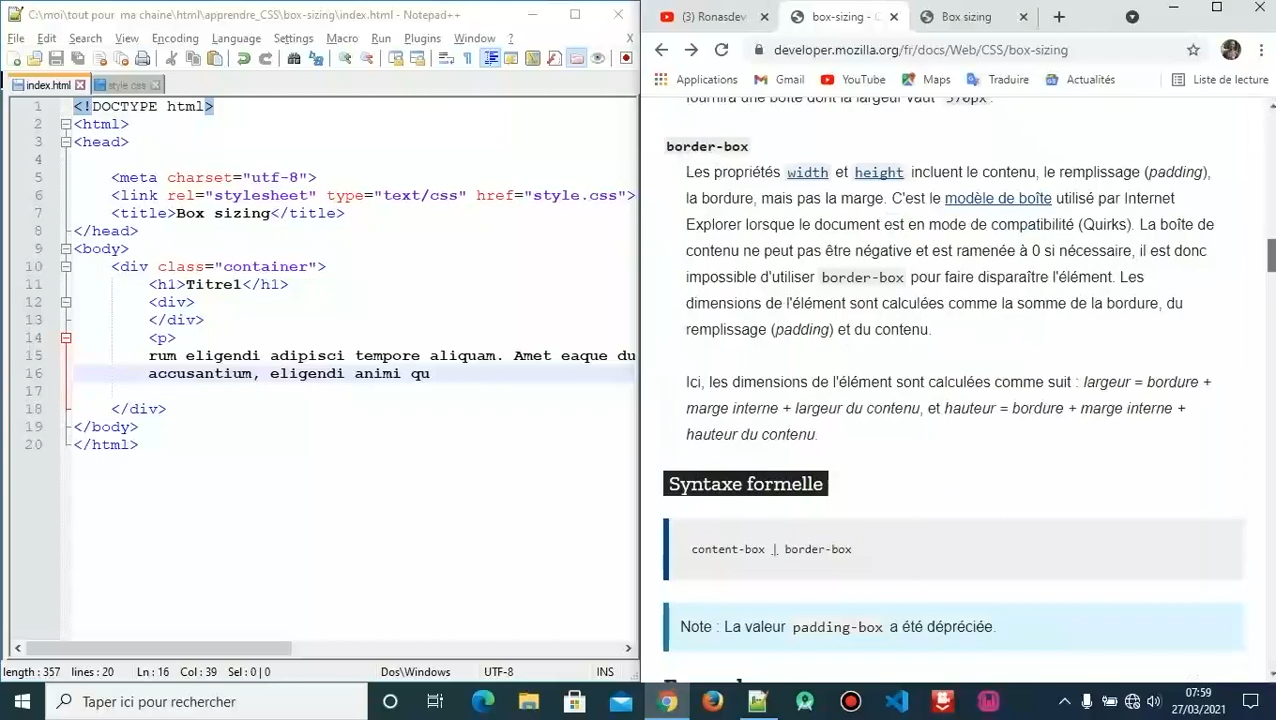 C:\moi\tout pour ma chaine\html\apprendre_CSS\box-sizing\index.html - Notepad++
File Edit Search View Encoding Language Settings Macro Run Plugins Window ?
index.html style css
1 <!DOCTYPE html>
2 <html>
3 <head>
4
5 <meta charset="utf-8">
6 <link rel="stylesheet" type="text/css" href="style.css">
7 <title>Box sizing</title>
8 </head>
9 <body>
10 <div class="container">
11 <h1>Titre1</h1>
12 <div>
13 </div>
14 <p>
15 rum eligendi adipisci tempore aliquam. Amet eaque du
16 accusantium, eligendi animi qu
17
18 </div>
19 </body>
20 </html>
length : 357 lines : 20 Ln : 16 Col : 39 Sel : 0 | 0 Dos\Windows UTF-8 INS
(3) Ronasdev box-sizing - C Box sizing
developer.mozilla.org/fr/docs/Web/CSS/box-sizing
Applications Gmail YouTube Maps Traduire Actualités Liste de lecture
fournira une boîte dont la largeur vaut 370px.
border-box
Les propriétés width et height incluent le contenu, le remplissage (padding),
la bordure, mais pas la marge. C'est le modèle de boîte utilisé par Internet
Explorer lorsque le document est en mode de compatibilité (Quirks). La boîte de
contenu ne peut pas être négative et est ramenée à 0 si nécessaire, il est donc
impossible d'utiliser border-box pour faire disparaître l'élément. Les
dimensions de l'élément sont calculées comme la somme de la bordure, du
remplissage (padding) et du contenu.
Ici, les dimensions de l'élément sont calculées comme suit : largeur = bordure +
marge interne + largeur du contenu, et hauteur = bordure + marge interne +
hauteur du contenu.
Syntaxe formelle
content-box | border-box
Note : La valeur padding-box a été dépréciée.
Taper ici pour rechercher
07:59
27/03/2021